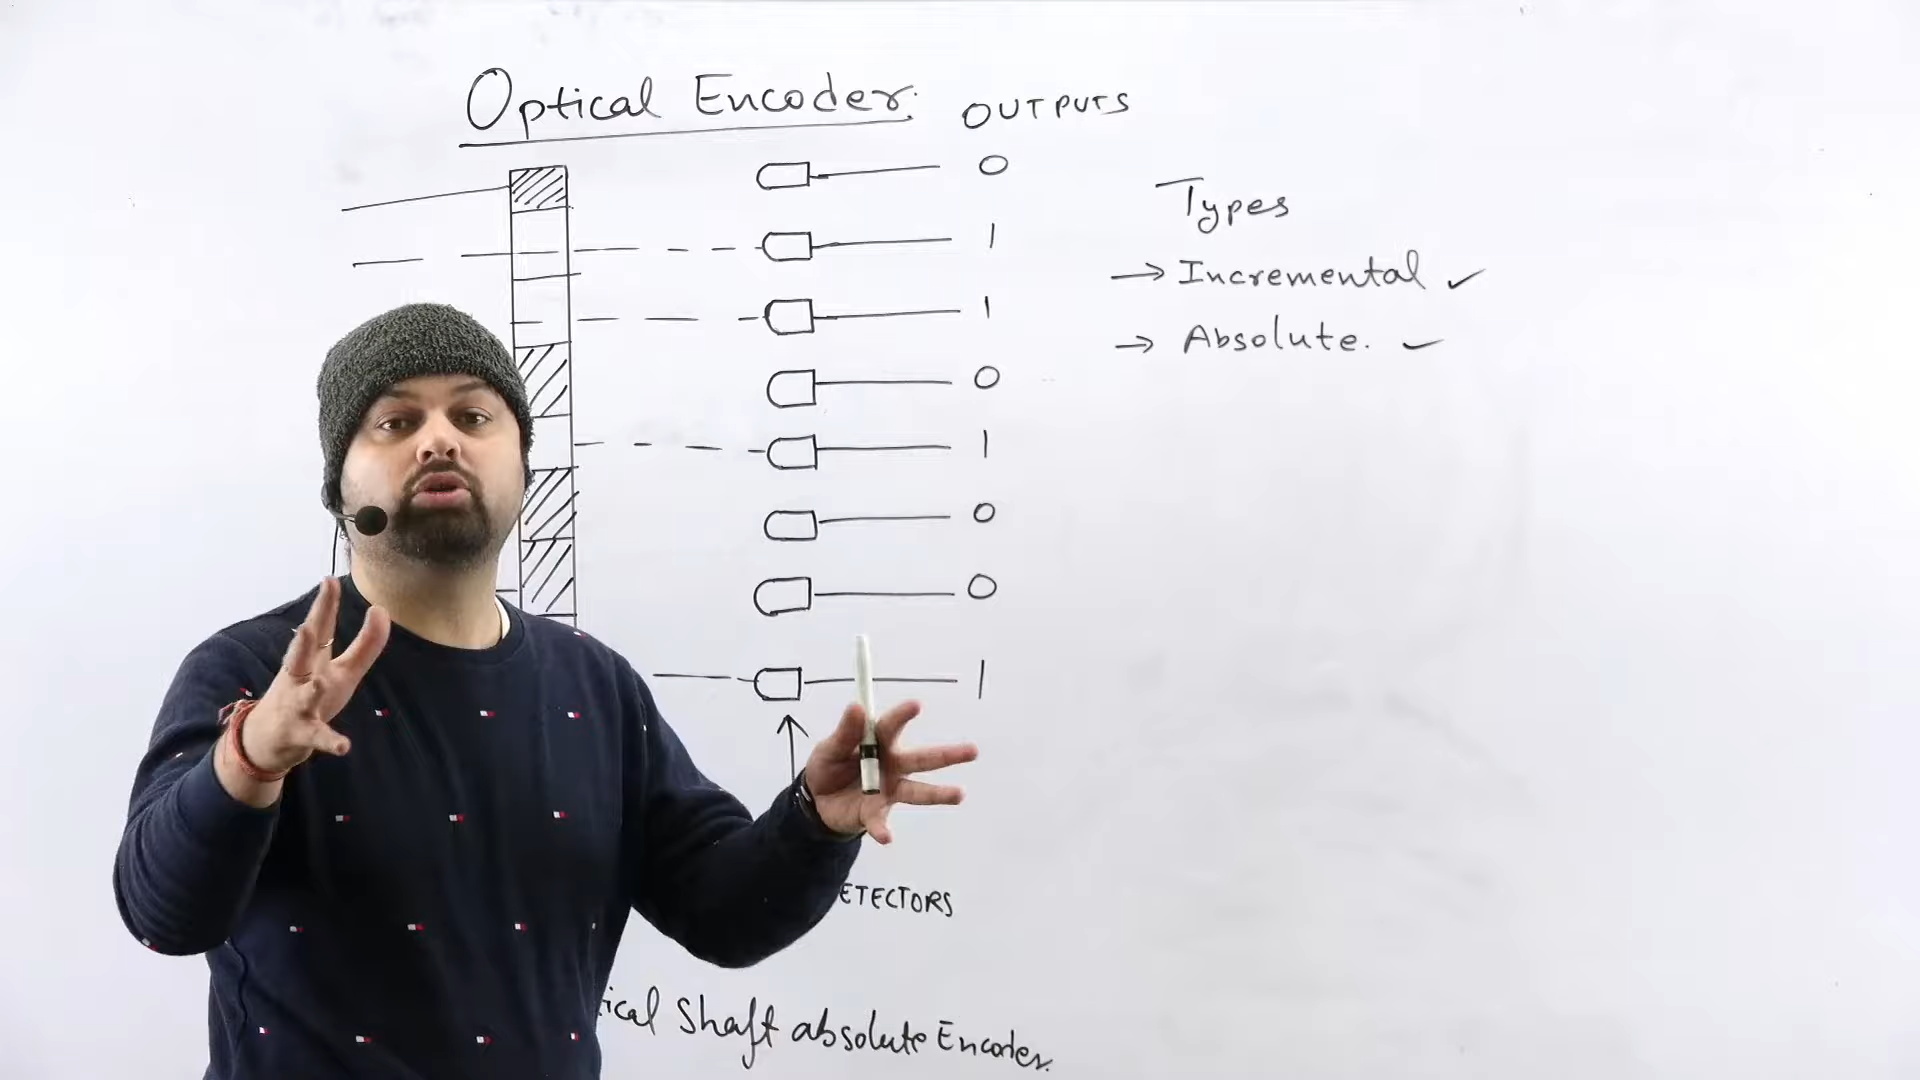 Optical Encoder.
OUTPUTS
0
1
1
0
1
0
0
1
Types
→ Incremental ✓
→ Absolute. ✓
ETECTORS
ical Shaft absolute Encoder.